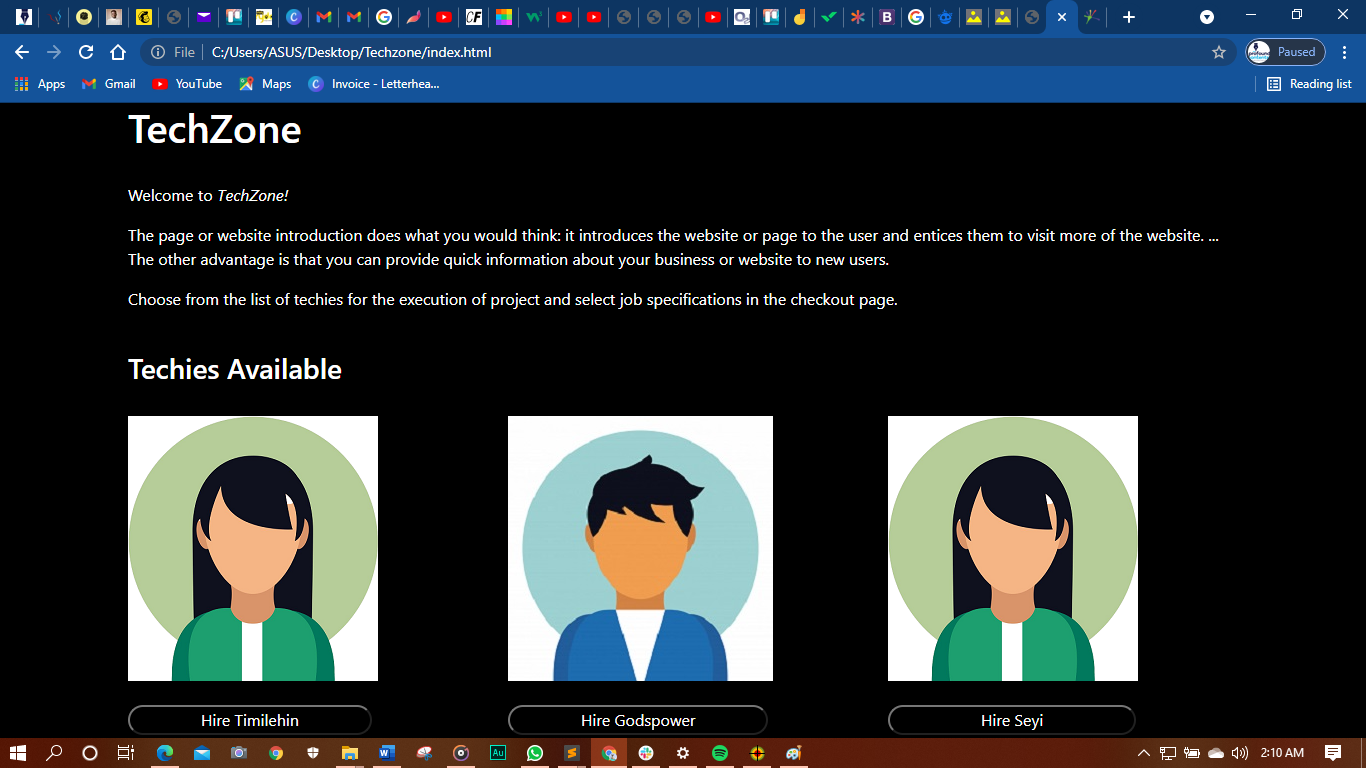 File
C:/Users/ASUS/Desktop/Techzone/index.html
Paused
Apps
Gmail
YouTube
Maps
Invoice - Letterhea...
Reading list
TechZone
Welcome to TechZone!
The page or website introduction does what you would think: it introduces the website or page to the user and entices them to visit more of the website. ...
The other advantage is that you can provide quick information about your business or website to new users.
Choose from the list of techies for the execution of project and select job specifications in the checkout page.
Techies Available
Hire Timilehin
Hire Godspower
Hire Seyi
2:10 AM